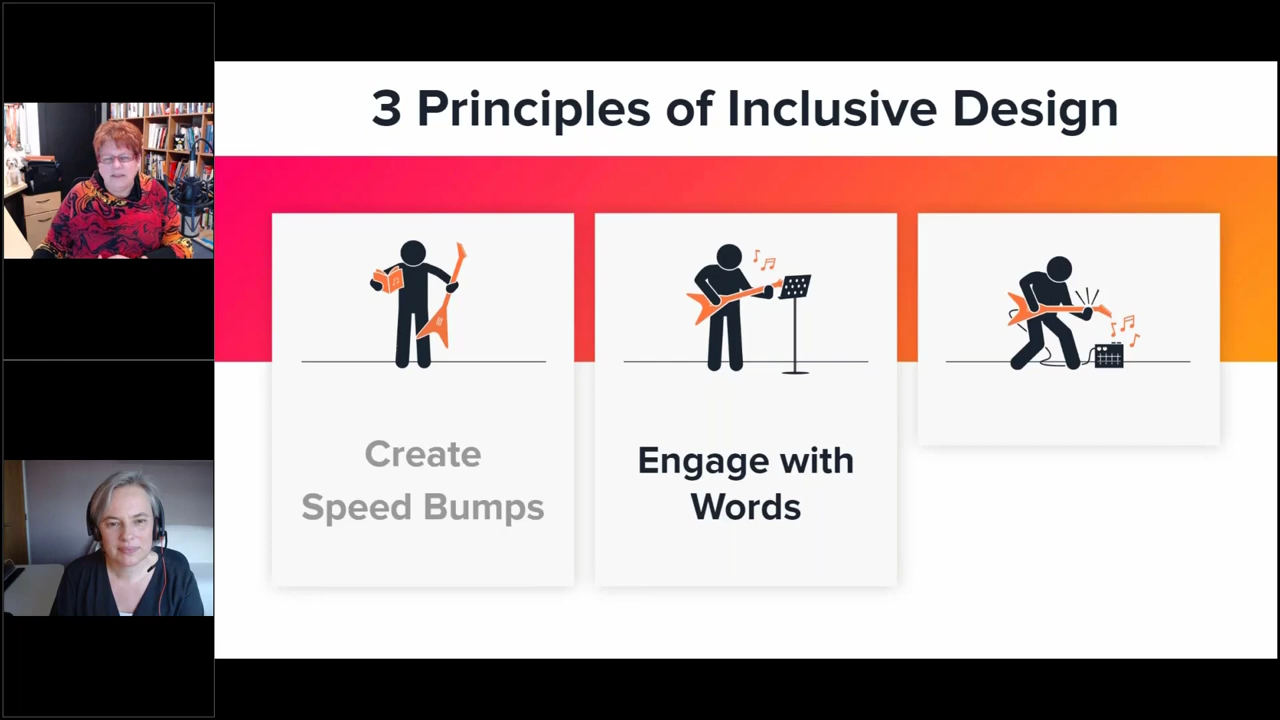 3 Principles of Inclusive Design
Create
Speed Bumps
Engage with
Words